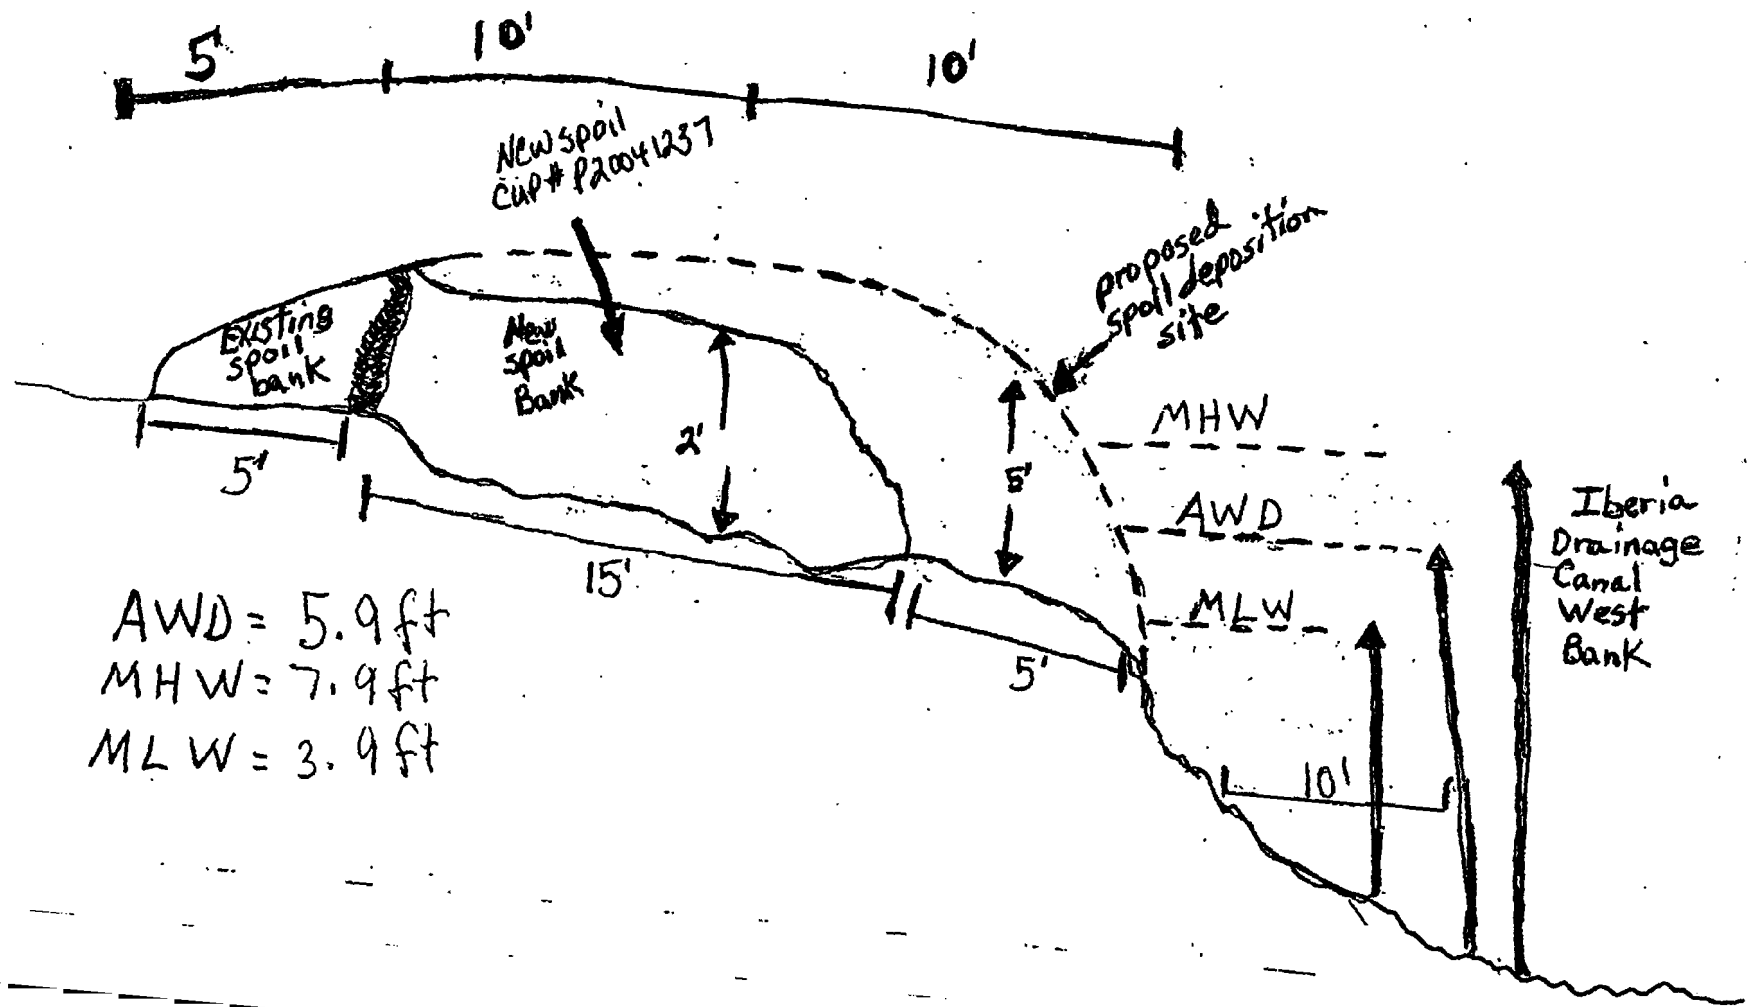 5'
10'
10'
New spoil
CUP# P20041237
proposed
spoil deposition
site
Existing
spoil
bank
New
spoil
Bank
2'
5'
MHW
AWD
MLW
Iberia
Drainage
Canal
West
Bank
5'
15'
5'
10'
AWD = 5.9 ft
MHW = 7.9 ft
MLW = 3.9 ft